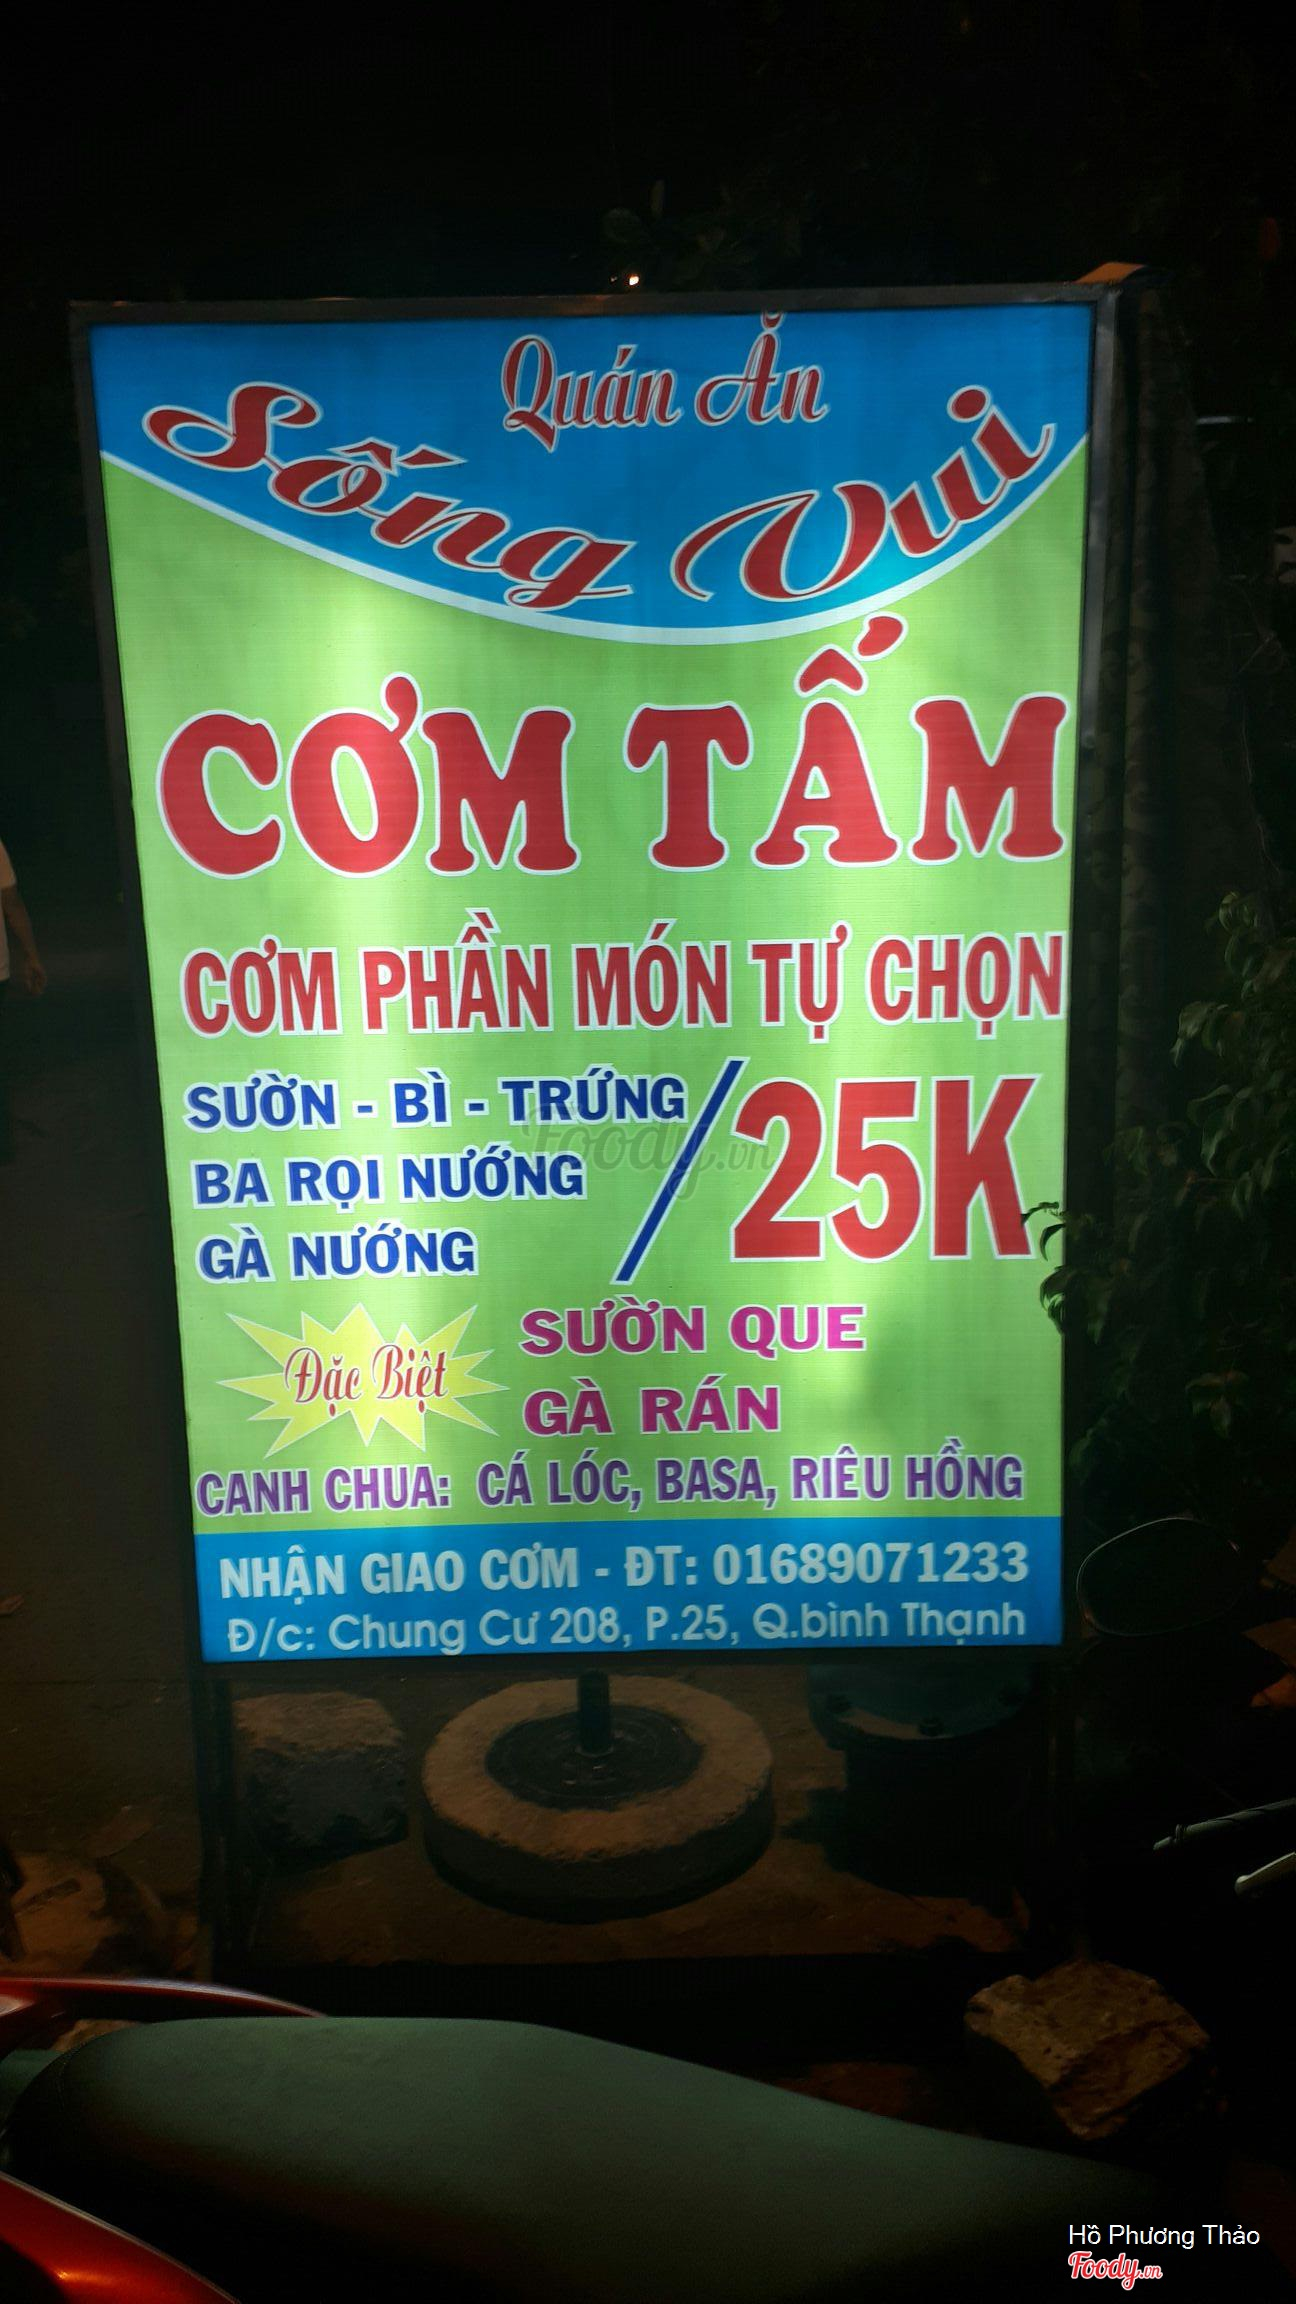 Quán Ăn
Sống Vui
CƠM TẤM
CƠM PHẦN MÓN TỰ CHỌN
SƯỜN - BÌ - TRỨNG
BA RỌI NƯỚNG
GÀ NƯỚNG
/25K
Đặc Biệt
SƯỜN QUE
GÀ RÁN
CANH CHUA: CÁ LÓC, BASA, RIÊU HỒNG
NHẬN GIAO CƠM - ĐT: 01689071233
Đ/c: Chung Cư 208, P.25, Q.bình Thạnh
Foody.vn
Hồ Phương Thảo
Foody.vn